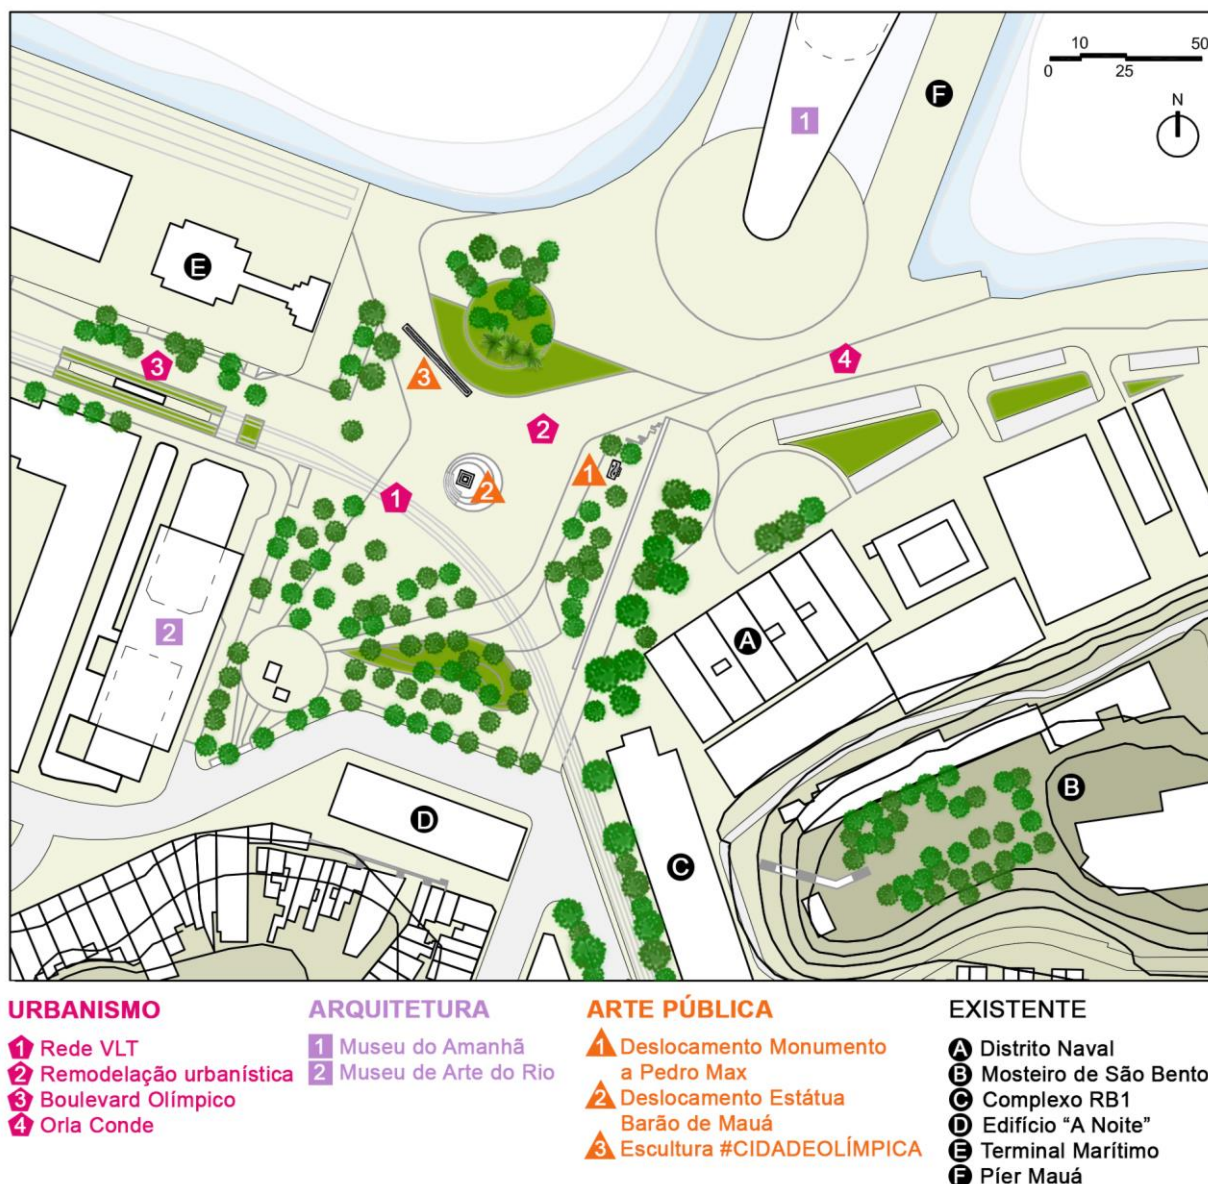 10 50
0 25
N
1
F
E
3
3
4
2
1
2
1
2
A
B
D
C
URBANISMO
1 Rede VLT
2 Remodelação urbanística
3 Boulevard Olímpico
4 Orla Conde
ARQUITETURA
1 Museu do Amanhã
2 Museu de Arte do Rio
ARTE PÚBLICA
1 Deslocamento Monumento
a Pedro Max
2 Deslocamento Estátua
Barão de Mauá
3 Escultura #CIDADEOLÍMPICA
EXISTENTE
A Distrito Naval
B Mosteiro de São Bento
C Complexo RB1
D Edifício “A Noite”
E Terminal Marítimo
F Píer Mauá